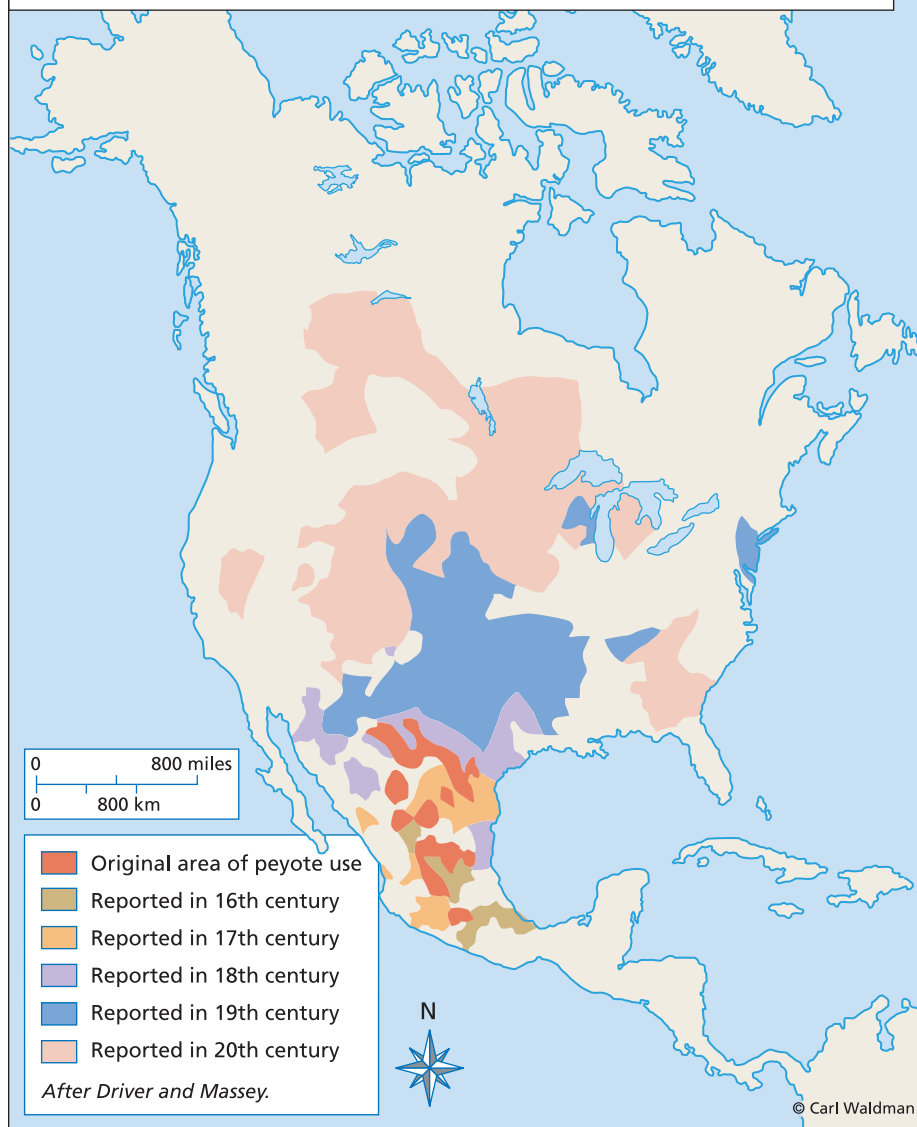 0 800 miles
0 800 km
Original area of peyote use
Reported in 16th century
Reported in 17th century
Reported in 18th century
Reported in 19th century
Reported in 20th century
After Driver and Massey.
N
© Carl Waldman